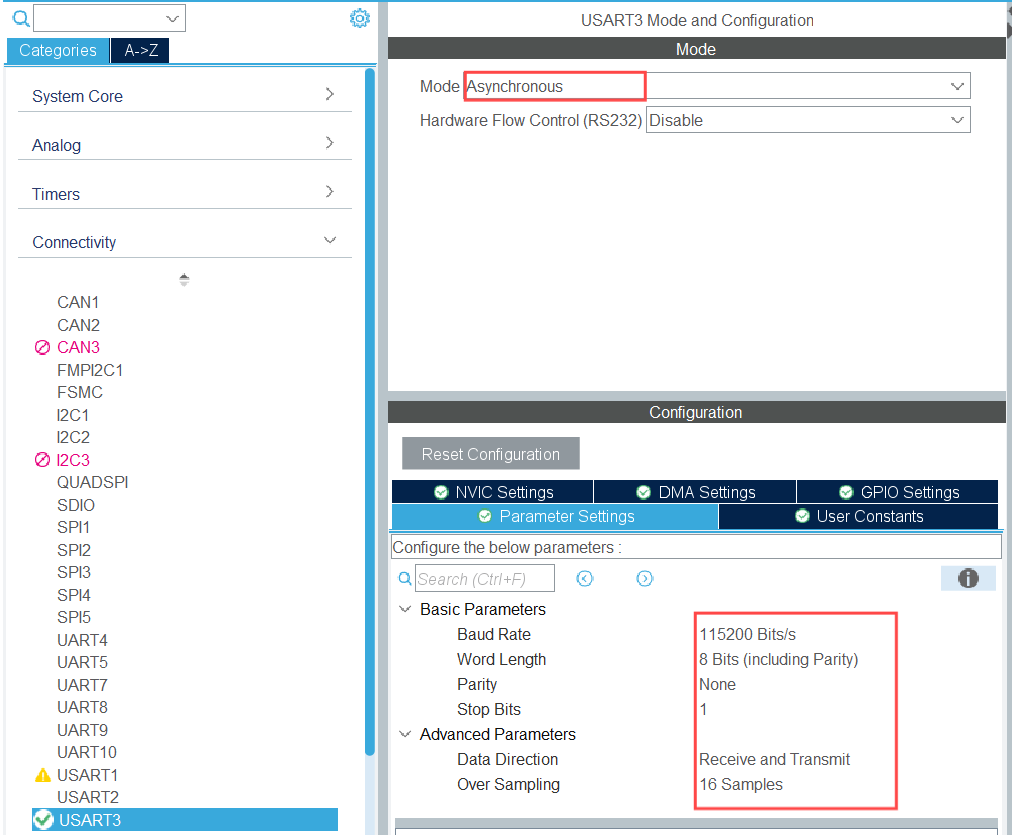 Categories
A->Z
System Core
Analog
Timers
Connectivity
CAN1
CAN2
CAN3
FMPI2C1
FSMC
I2C1
I2C2
I2C3
QUADSPI
SDIO
SPI1
SPI2
SPI3
SPI4
SPI5
UART4
UART5
UART7
UART8
UART9
UART10
USART1
USART2
USART3
USART3 Mode and Configuration
Mode
Mode Asynchronous
Hardware Flow Control (RS232) Disable
Configuration
Reset Configuration
NVIC Settings DMA Settings GPIO Settings
Parameter Settings User Constants
Configure the below parameters :
Search (Ctrl+F)
Basic Parameters
Baud Rate 115200 Bits/s
Word Length 8 Bits (including Parity)
Parity None
Stop Bits 1
Advanced Parameters
Data Direction Receive and Transmit
Over Sampling 16 Samples